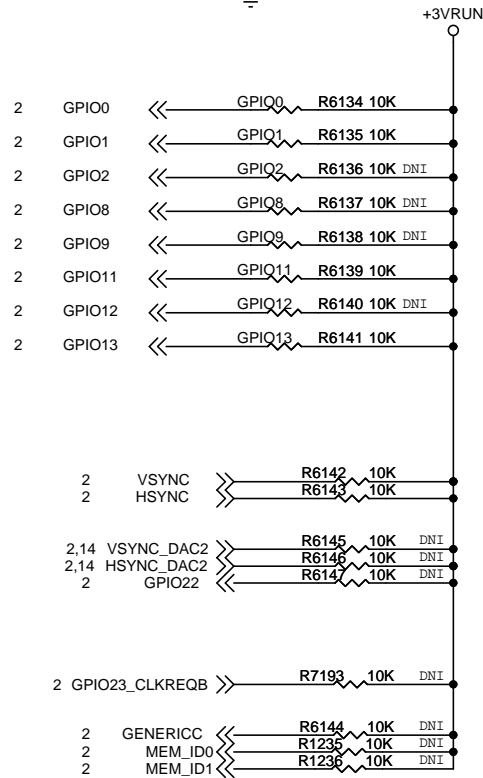 +3VRUN
2 GPIO0 GPIO0 R6134 10K
2 GPIO1 GPIO1 R6135 10K
2 GPIO2 GPIO2 R6136 10K DNI
2 GPIO8 GPIO8 R6137 10K DNI
2 GPIO9 GPIO9 R6138 10K DNI
2 GPIO11 GPIO11 R6139 10K
2 GPIO12 GPIO12 R6140 10K DNI
2 GPIO13 GPIO13 R6141 10K
2 VSYNC R6142 10K
2 HSYNC R6143 10K
2,14 VSYNC_DAC2 R6145 10K DNI
2,14 HSYNC_DAC2 R6146 10K DNI
2 GPIO22 R6147 10K DNI
2 GPIO23_CLKREQB R7193 10K DNI
2 GENERICC R6144 10K DNI
2 MEM_ID0 R1235 10K DNI
2 MEM_ID1 R1236 10K DNI